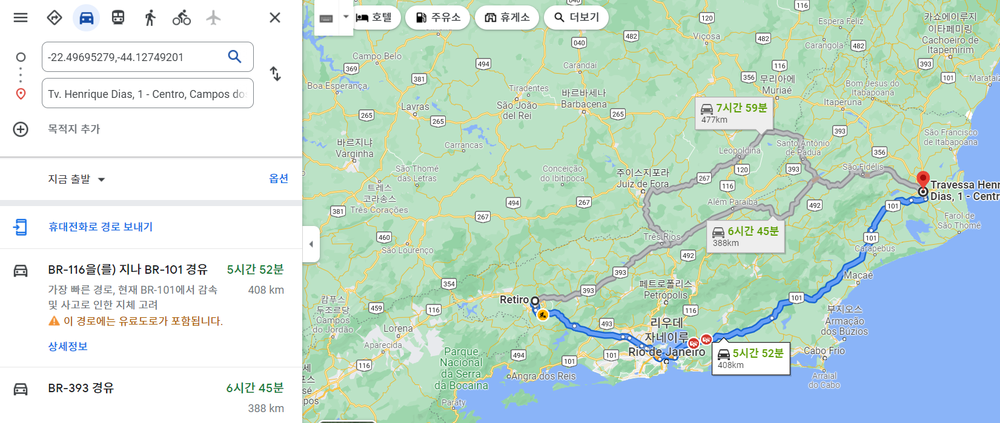 -22.49695279,-44.12749201
Tv. Henrique Dias, 1 - Centro, Campos do
목적지 추가
지금 출발
옵션
휴대전화로 경로 보내기
BR-116을(를) 지나 BR-101 경유
5시간 52분
가장 빠른 경로, 현재 BR-101에서 감속
및 사고로 인한 지체 고려
408 km
이 경로에는 유료도로가 포함됩니다.
상세정보
BR-393 경유
6시간 45분
388 km
호텔
주유소
휴게소
더보기
116
120
040
482
482
482
Espera Feliz
카쇼에이루지
이타페미링
Cachoeiro de
Itapemirim
Viçosa
Carangola
Campo Belo
369
494
Carandaí
116
393
381
356
무리아에
Muriaé
101
Marataiz
Boa Esperança
Tiradentes
바르바세나
Barbacena
Bom Jesus do
Itabapoana
São João
del Rei
Itaperuna
Lavras
265
265
265
7시간 59분
477km
393
São Francisco
de Itabapoana
바르지냐
Varginha
Carrancas
Leopoldina
Santo Antônio
de Pádua
356
São Thomé
das Letras
Conceição
do Ibitipoca
주이스지포라
Juiz de Fora
120
393
São Fidélis
267
116
Travessa Henr
Dias, 1 - Centr
트레스
코라송스
Três Corações
381
494
267
267
Além Paraíba
492
101
Farol de
São Thomé
460
São Lourenço
Três Rios
6시간 45분
388km
101
Carapebus
492
393
Macaé
354
393
페트로폴리스
Petrópolis
Retiro
101
캄푸스
두조르당
Campos
do Jordão
459
116
116
부지오스
Armação
dos Búzios
493
리우데
자네이루
Rio de Janeiro
Lorena
Aparecida
5시간 52분
408km
Cabo Frio
Parque
Nacional
da Serra
da Bocaina
494
101
101
116
Angra dos Reis
Arraial
do Cabo
Paraty
세
포스
sé
pos